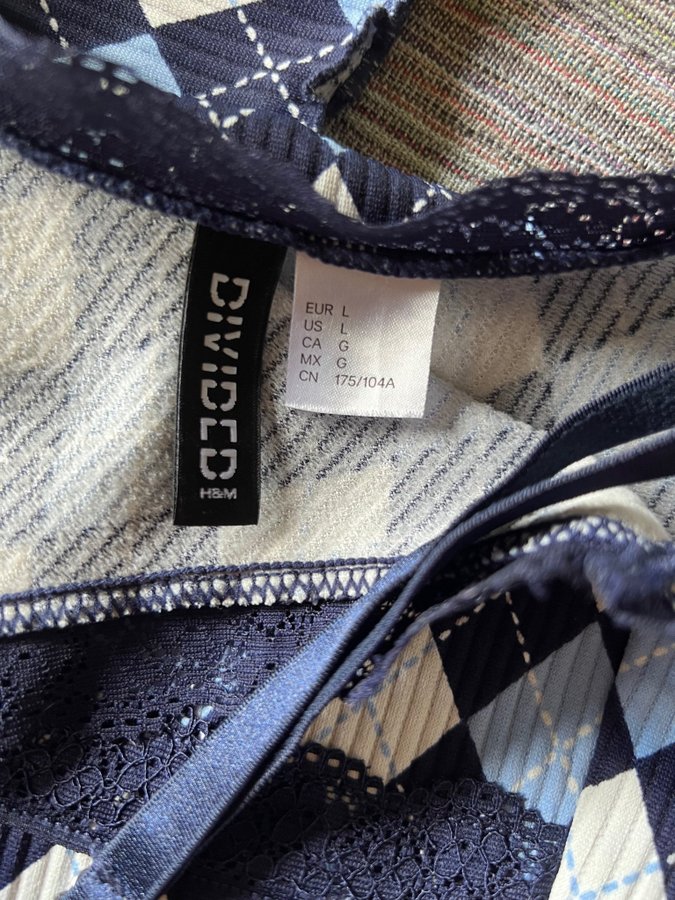 DIVIDED
H&M
EUR L
US L
CA G
MX G
CN 175/104A